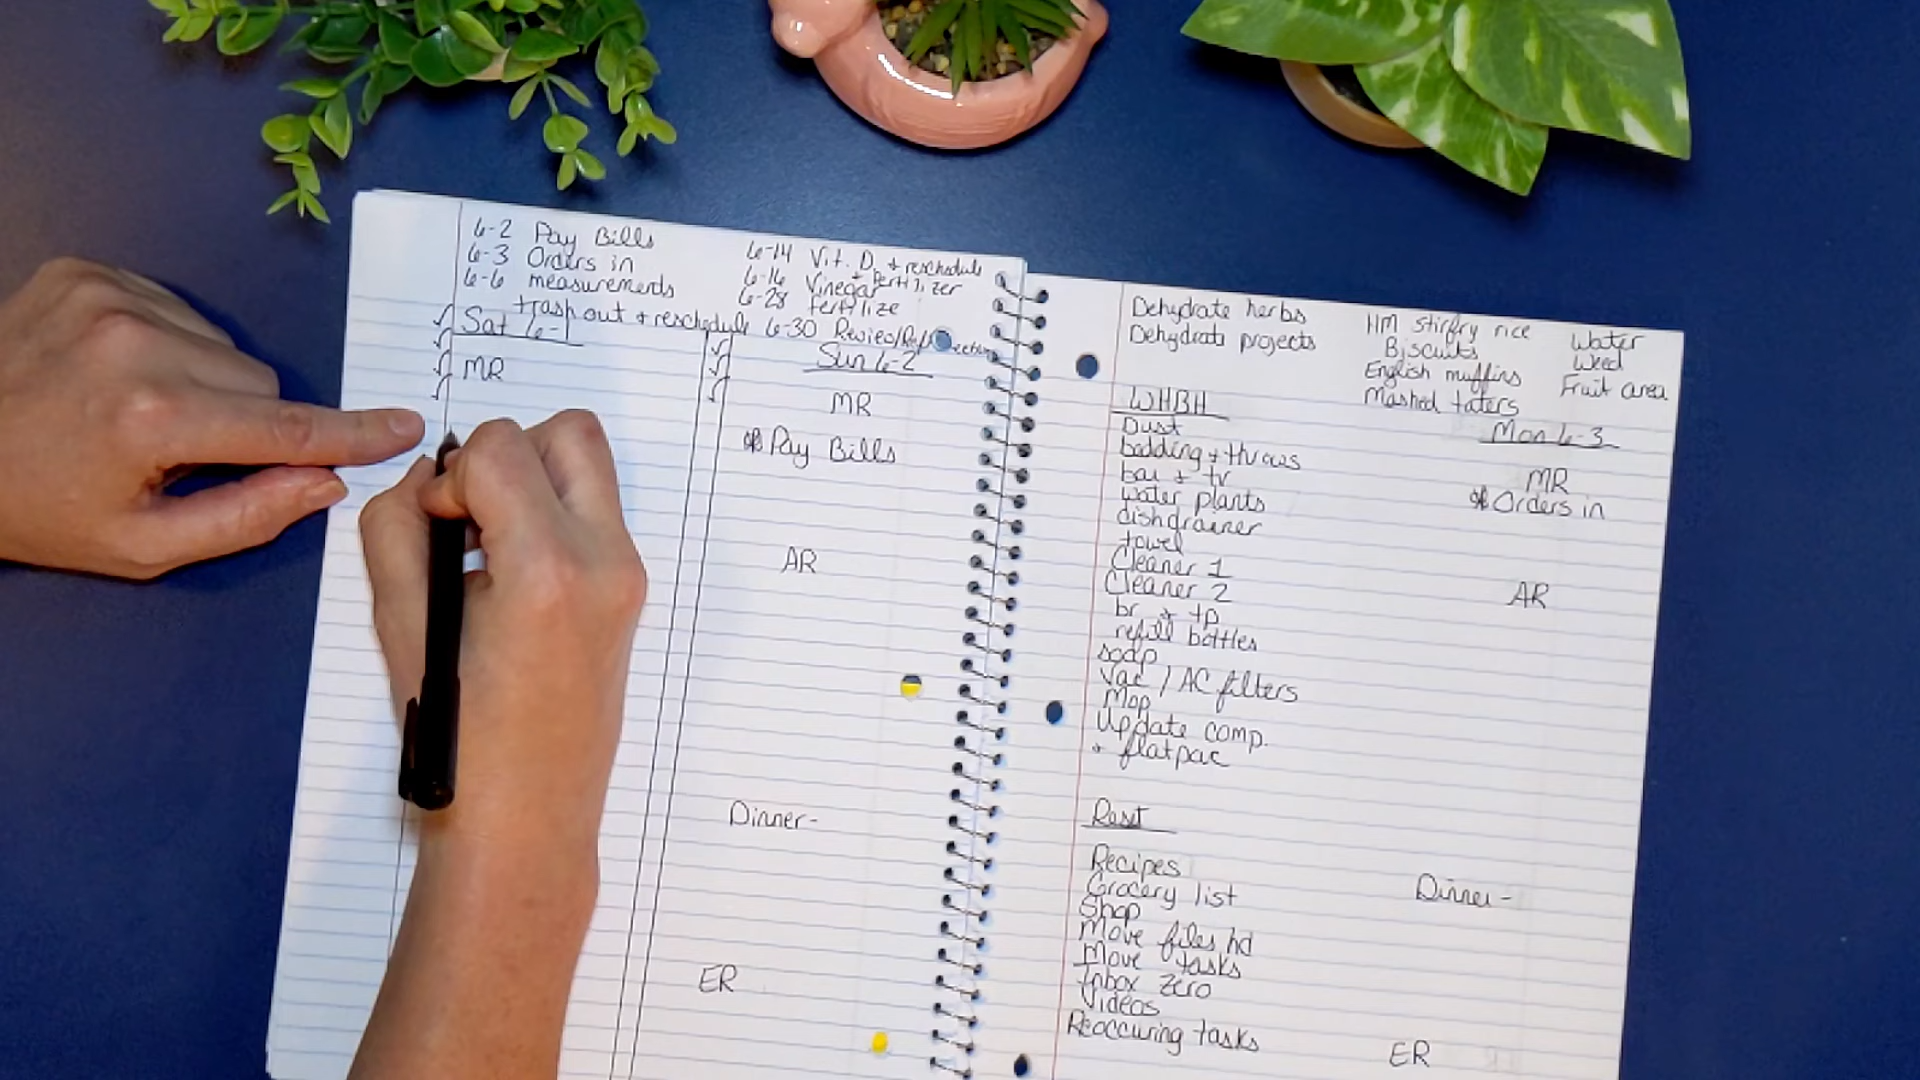 6-2 Pay Bills
6-3 Orders in
6-6 measurements
trash out + reschedule
6-14 Vit. D + reschedule
6-16 Vinegar + Fertilizer
6-28 fertilize
6-30
Sat 6-1
MR
Sun 6-2
MR
Pay Bills
AR
Dinner-
ER
Dehydrate herbs
Dehydrate projects
HM stirfry rice
Biscuits
English muffins
Mashed taters
Water
Weed
Fruit area
WHBH
Dust
bedding + throws
bar + tv
water plants
dishdrainer
towel
Cleaner 1
Cleaner 2
br + tp
refill bottles
soap
Vac / AC filters
Mop
Update comp.
+ flatpac
Mon 6-3
MR
Orders in
AR
Dinner-
ER
Reset
Recipes
Grocery list
Shop
Move files, hd
Move tasks
Inbox zero
Videos
Reoccuring tasks